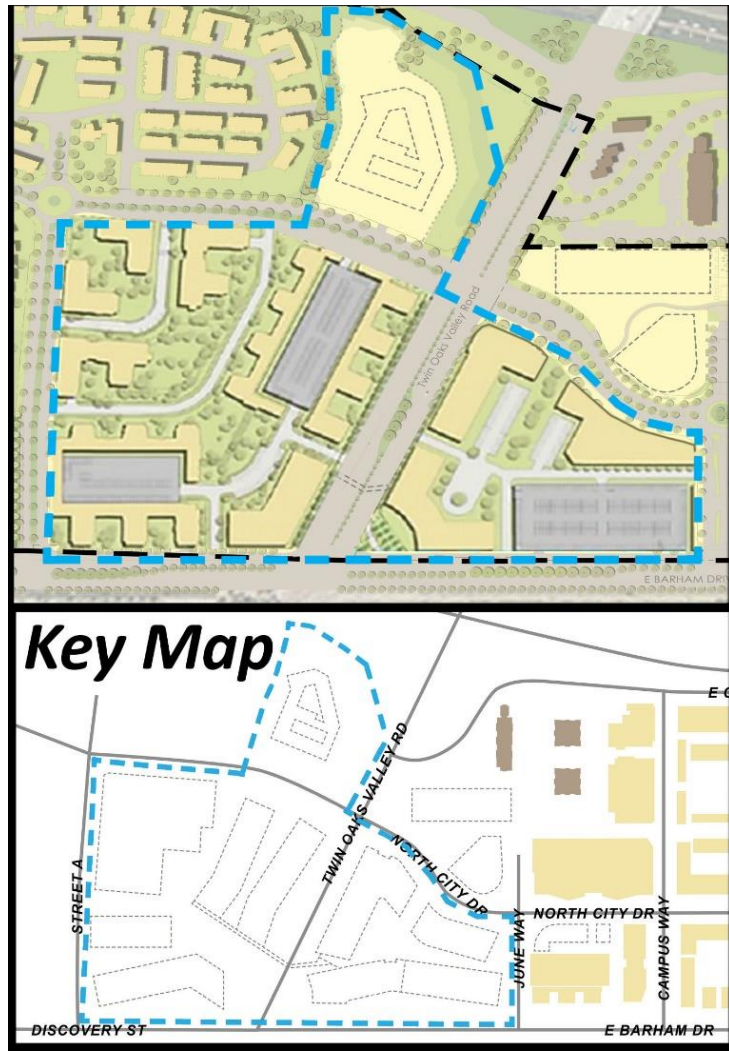 Twin Oaks Valley Road
E BARHAM DRIV
Key Map
E C
TWIN OAKS VALLEY RD
STREET A
NORTH CITY DR
JUNE WAY
NORTH CITY DR
CAMPUS WAY
DISCOVERY ST
E BARHAM DR